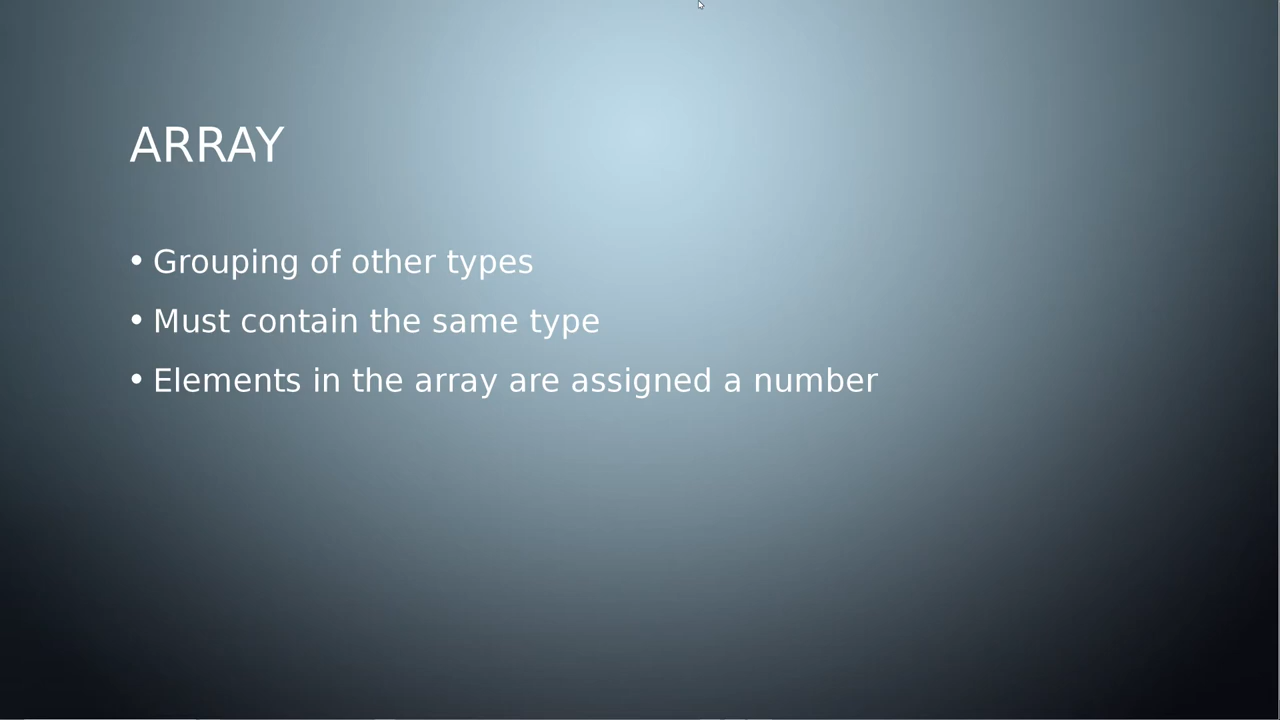 ARRAY
• Grouping of other types
• Must contain the same type
• Elements in the array are assigned a number